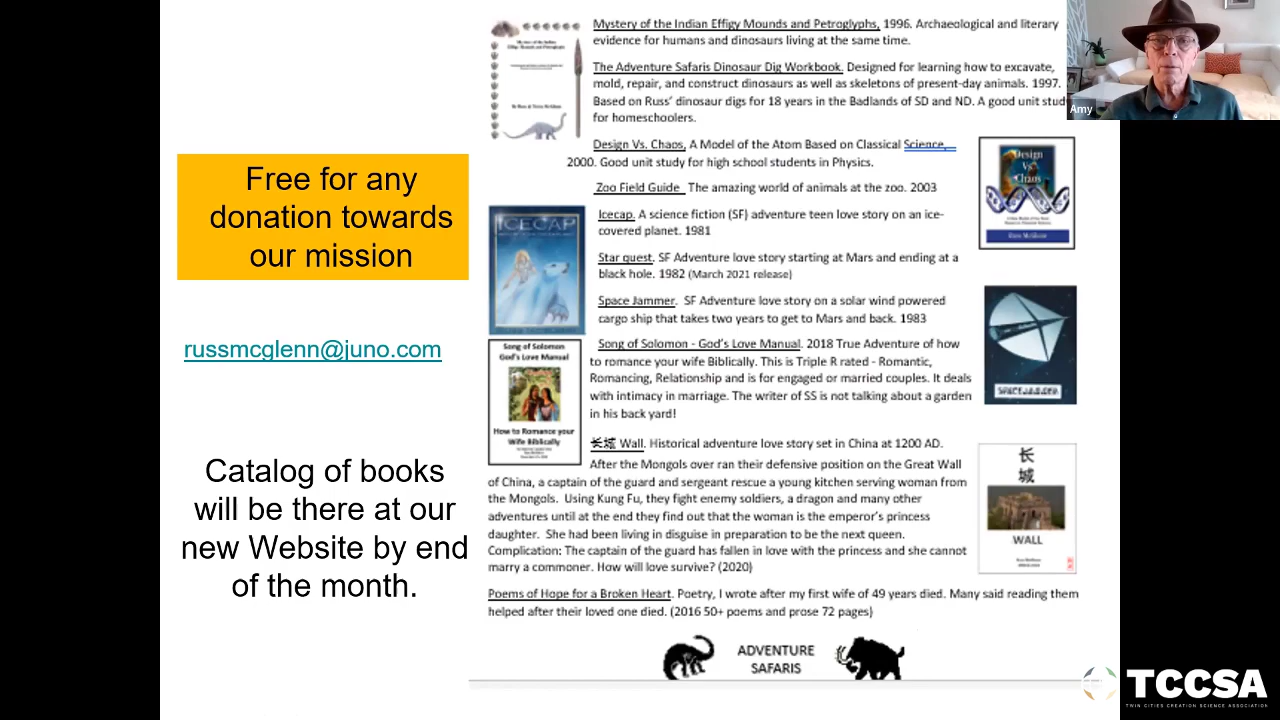 Mystery of the Indian Effigy Mounds and Petroglyphs, 1996. Archaeological and literary
evidence for humans and dinosaurs living at the same time.
The Adventure Safaris Dinosaur Dig Workbook. Designed for learning how to excavate,
mold, repair, and construct dinosaurs as well as skeletons of present-day animals. 1997.
Based on Russ' dinosaur digs for 18 years in the Badlands of SD and ND. A good unit stud
for homeschoolers.
Amy
Design Vs. Chaos, A Model of the Atom Based on Classical Science,
2000. Good unit study for high school students in Physics.
Design
Vs.
Chaos
Free for any
donation towards
our mission
Zoo Field Guide The amazing world of animals at the zoo. 2003
ICECAP
Icecap. A science fiction (SF) adventure teen love story on an ice-
covered planet. 1981
Star quest. SF Adventure love story starting at Mars and ending at a
black hole. 1982 (March 2021 release)
Space Jammer. SF Adventure love story on a solar wind powered
cargo ship that takes two years to get to Mars and back. 1983
SPACE JAMMER
russmcglenn@juno.com
Song of Solomon
God's Love Manual
How to Romance your
Wife Biblically
Song of Solomon - God's Love Manual. 2018 True Adventure of how
to romance your wife Biblically. This is Triple R rated - Romantic,
Romancing, Relationship and is for engaged or married couples. It deals
with intimacy in marriage. The writer of SS is not talking about a garden
in his back yard!
长城 Wall. Historical adventure love story set in China at 1200 AD.
After the Mongols over ran their defensive position on the Great Wall
of China, a captain of the guard and sergeant rescue a young kitchen serving woman from
the Mongols. Using Kung Fu, they fight enemy soldiers, a dragon and many other
adventures until at the end they find out that the woman is the emperor's princess
daughter. She had been living in disguise in preparation to be the next queen.
Complication: The captain of the guard has fallen in love with the princess and she cannot
marry a commoner. How will love survive? (2020)
长
城
WALL
Catalog of books
will be there at our
new Website by end
of the month.
Poems of Hope for a Broken Heart. Poetry, I wrote after my first wife of 49 years died. Many said reading them
helped after their loved one died. (2016 50+ poems and prose 72 pages)
ADVENTURE
SAFARIS
TCCSA
TWIN CITIES CREATION SCIENCE ASSOCIATION